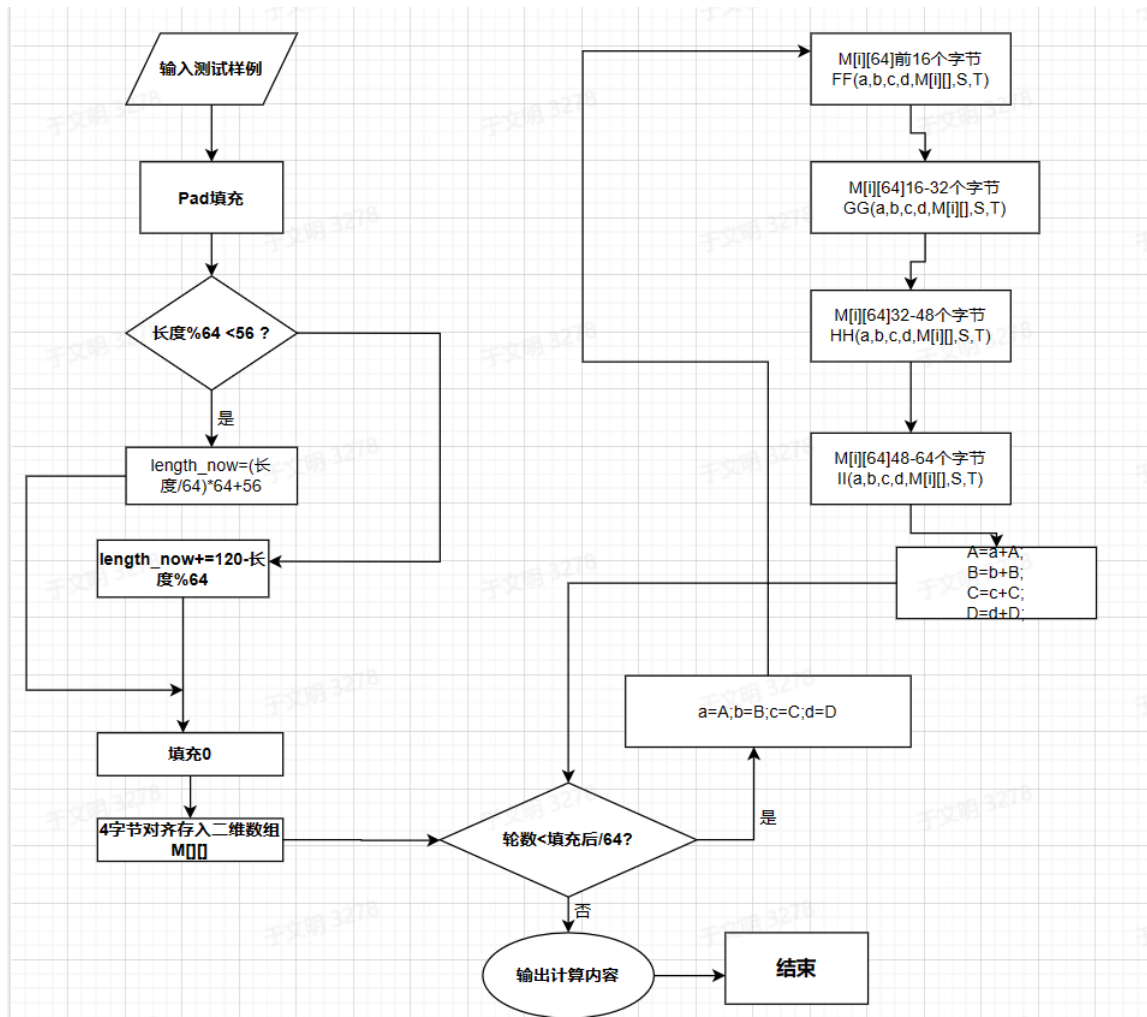 输入测试样例
Pad填充
长度%64 <56 ?
是
length_now=(长
度/64)*64+56
length_now+=120-长
度%64
填充0
4字节对齐存入二维数组
M[][]
轮数<填充后/64?
是
a=A;b=B;c=C;d=D
否
输出计算内容
结束
M[i][64]前16个字节
FF(a,b,c,d,M[i][],S,T)
M[i][64]16-32个字节
GG(a,b,c,d,M[i][],S,T)
M[i][64]32-48个字节
HH(a,b,c,d,M[i][],S,T)
M[i][64]48-64个字节
II(a,b,c,d,M[i][],S,T)
A=a+A;
B=b+B;
C=c+C;
D=d+D;
于文明 3278